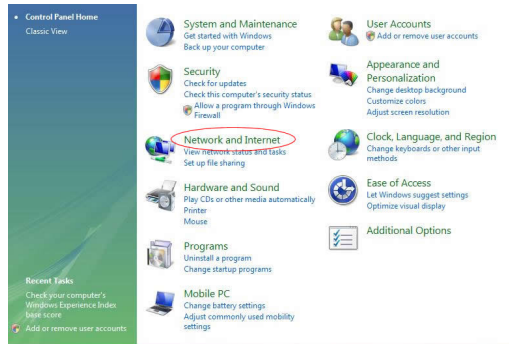 Control Panel Home
Classic View
System and Maintenance
Get started with Windows
Back up your computer
Security
Check for updates
Check this computer's security status
Allow a program through Windows
Firewall
Network and Internet
View network status and tasks
Set up file sharing
Hardware and Sound
Play CDs or other media automatically
Printer
Mouse
Programs
Uninstall a program
Change startup programs
Mobile PC
Change battery settings
Adjust commonly used mobility
settings
User Accounts
Add or remove user accounts
Appearance and
Personalization
Change desktop background
Customize colors
Adjust screen resolution
Clock, Language, and Region
Change keyboards or other input
methods
Ease of Access
Let Windows suggest settings
Optimize visual display
Additional Options
Recent Tasks
Check your computer's
Windows Experience Index
base score
Add or remove user accounts